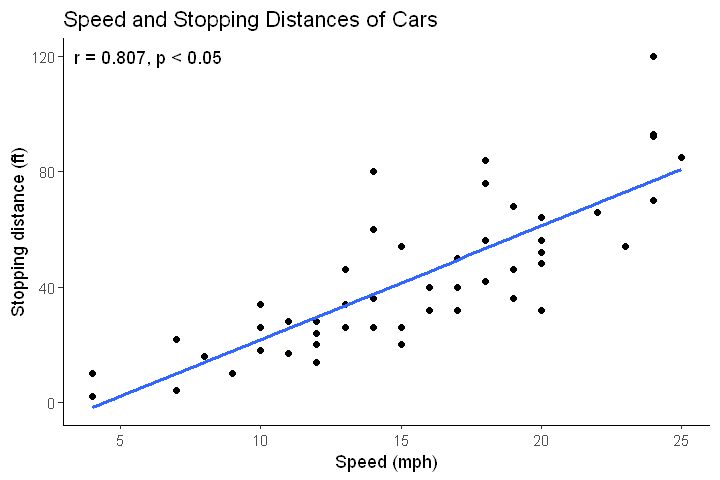 Speed and Stopping Distances of Cars
r = 0.807, p < 0.05
120
80
40
0
Stopping distance (ft)
5 10 15 20 25
Speed (mph)